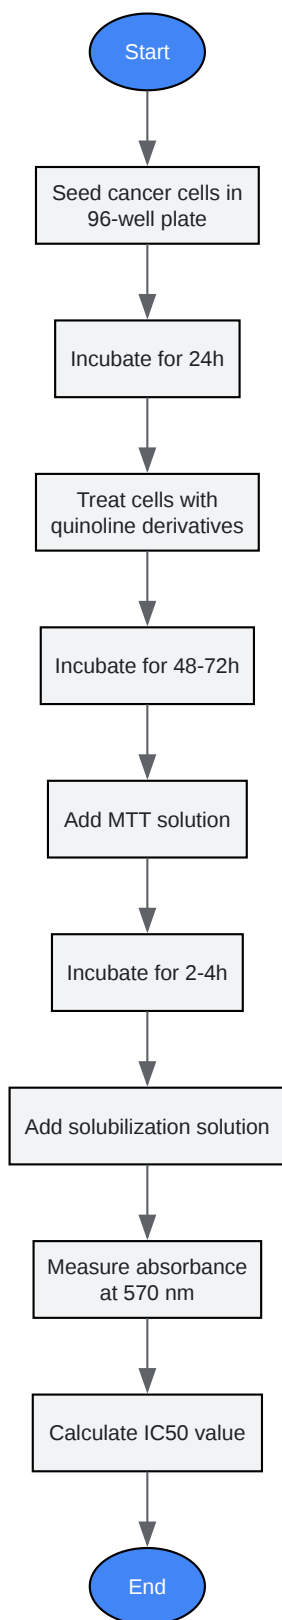 Start
Seed cancer cells in
96-well plate
Incubate for 24h
Treat cells with
quinoline derivatives
Incubate for 48-72h
Add MTT solution
Incubate for 2-4h
Add solubilization solution
Measure absorbance
at 570 nm
Calculate IC50 value
End